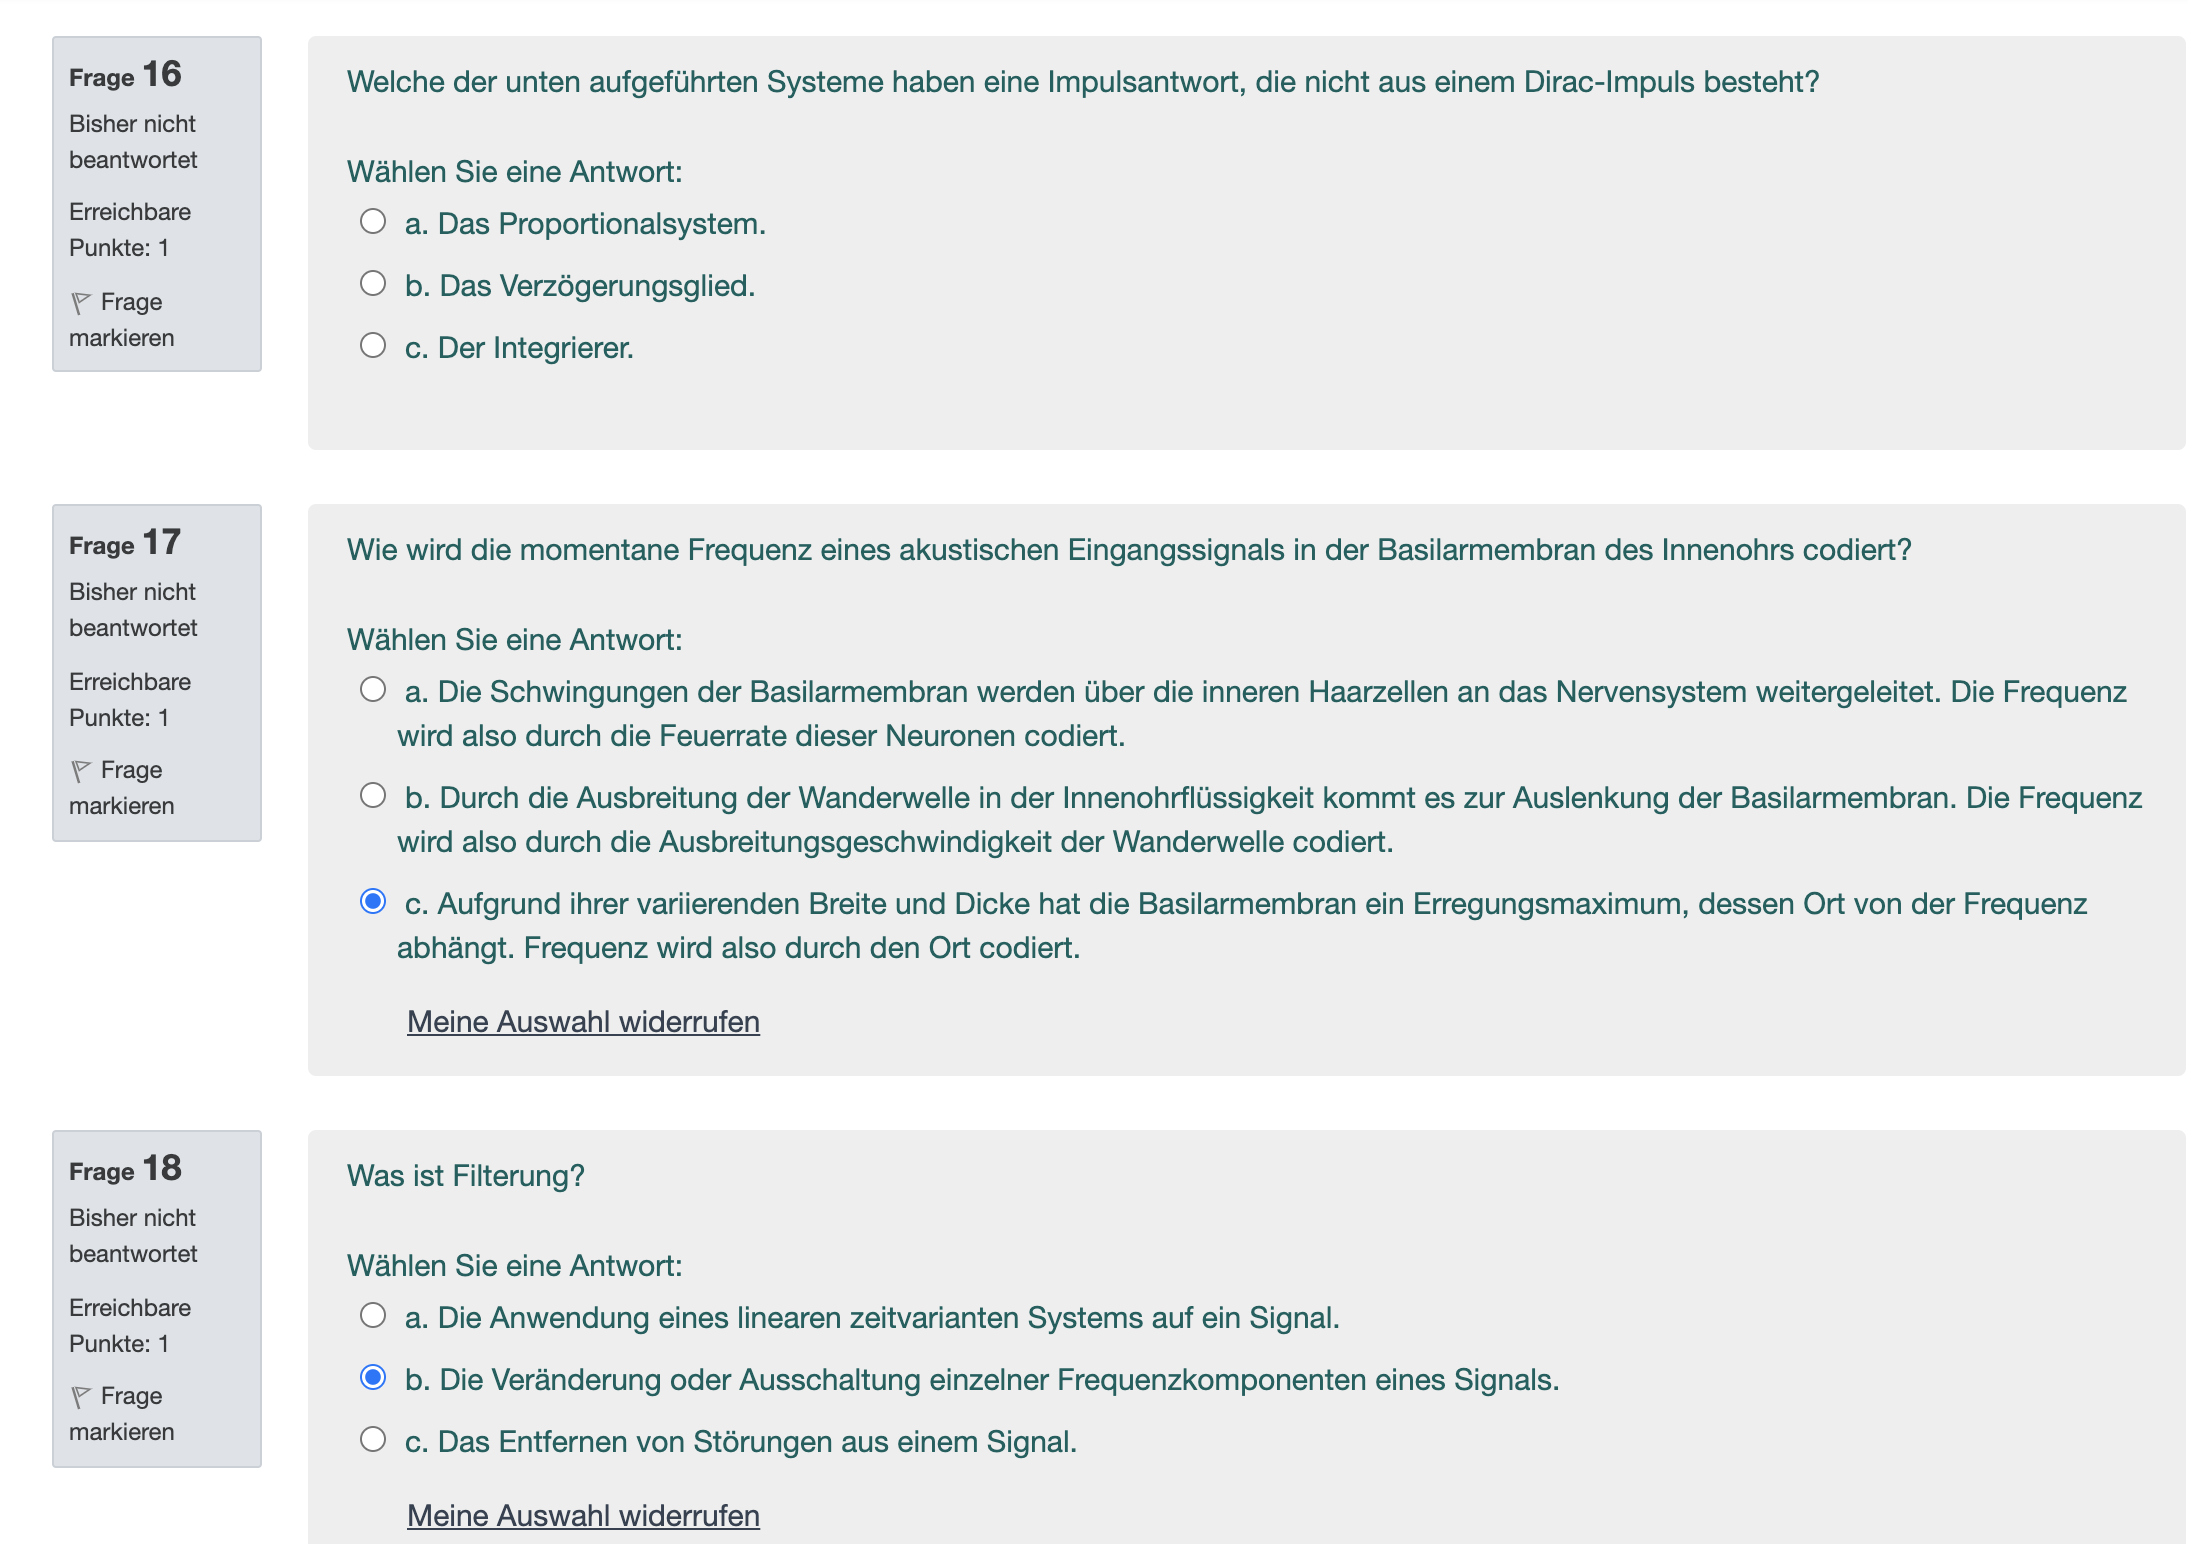 Frage 16
Bisher nicht
beantwortet
Erreichbare
Punkte: 1
Frage
markieren
Welche der unten aufgeführten Systeme haben eine Impulsantwort, die nicht aus einem Dirac-Impuls besteht?
Wählen Sie eine Antwort:
a. Das Proportionalsystem.
b. Das Verzögerungsglied.
c. Der Integrierer.
Frage 17
Bisher nicht
beantwortet
Erreichbare
Punkte: 1
Frage
markieren
Wie wird die momentane Frequenz eines akustischen Eingangssignals in der Basilarmembran des Innenohrs codiert?
Wählen Sie eine Antwort:
a. Die Schwingungen der Basilarmembran werden über die inneren Haarzellen an das Nervensystem weitergeleitet. Die Frequenz
wird also durch die Feuerrate dieser Neuronen codiert.
b. Durch die Ausbreitung der Wanderwelle in der Innenohrflüssigkeit kommt es zur Auslenkung der Basilarmembran. Die Frequenz
wird also durch die Ausbreitungsgeschwindigkeit der Wanderwelle codiert.
c. Aufgrund ihrer variierenden Breite und Dicke hat die Basilarmembran ein Erregungsmaximum, dessen Ort von der Frequenz
abhängt. Frequenz wird also durch den Ort codiert.
Meine Auswahl widerrufen
Frage 18
Bisher nicht
beantwortet
Erreichbare
Punkte: 1
Frage
markieren
Was ist Filterung?
Wählen Sie eine Antwort:
a. Die Anwendung eines linearen zeitvarianten Systems auf ein Signal.
b. Die Veränderung oder Ausschaltung einzelner Frequenzkomponenten eines Signals.
c. Das Entfernen von Störungen aus einem Signal.
Meine Auswahl widerrufen